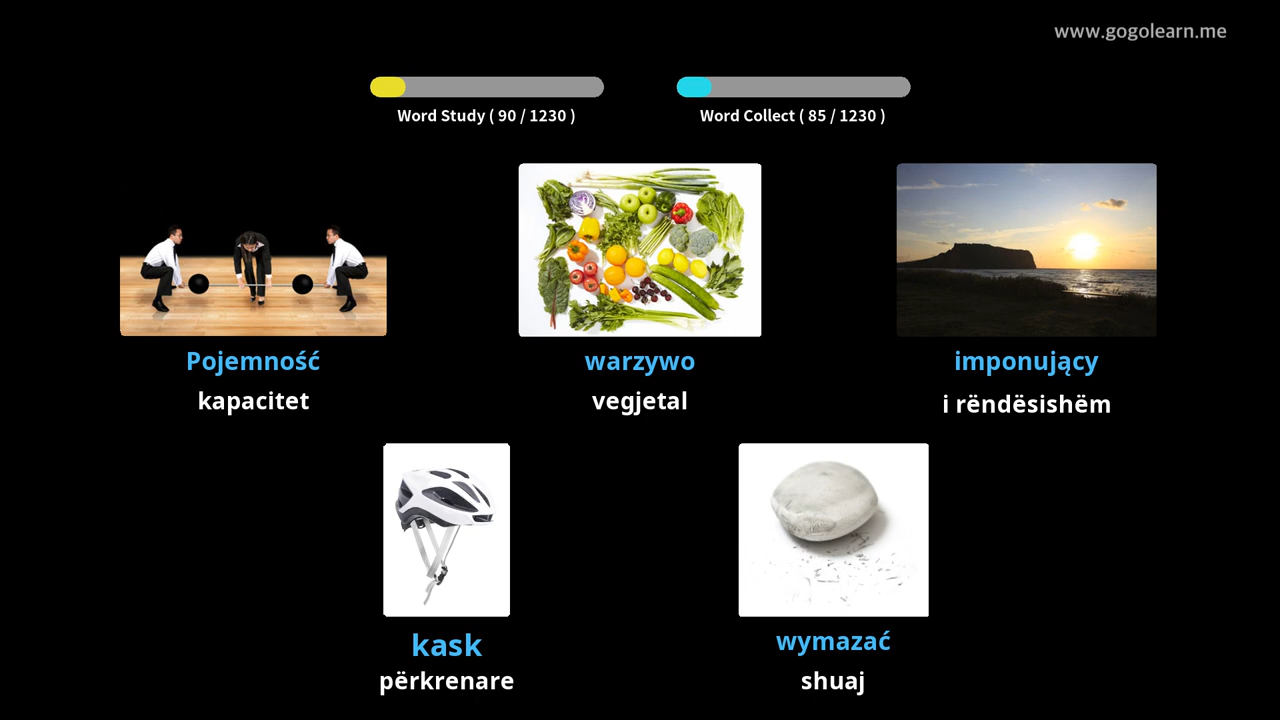 www.gogolearn.me
Word Study ( 90 / 1230 )
Word Collect ( 85 / 1230 )
Pojemność
kapacitet
warzywo
vegjetal
imponujący
i rëndësishëm
kask
përkrenare
wymazać
shuaj